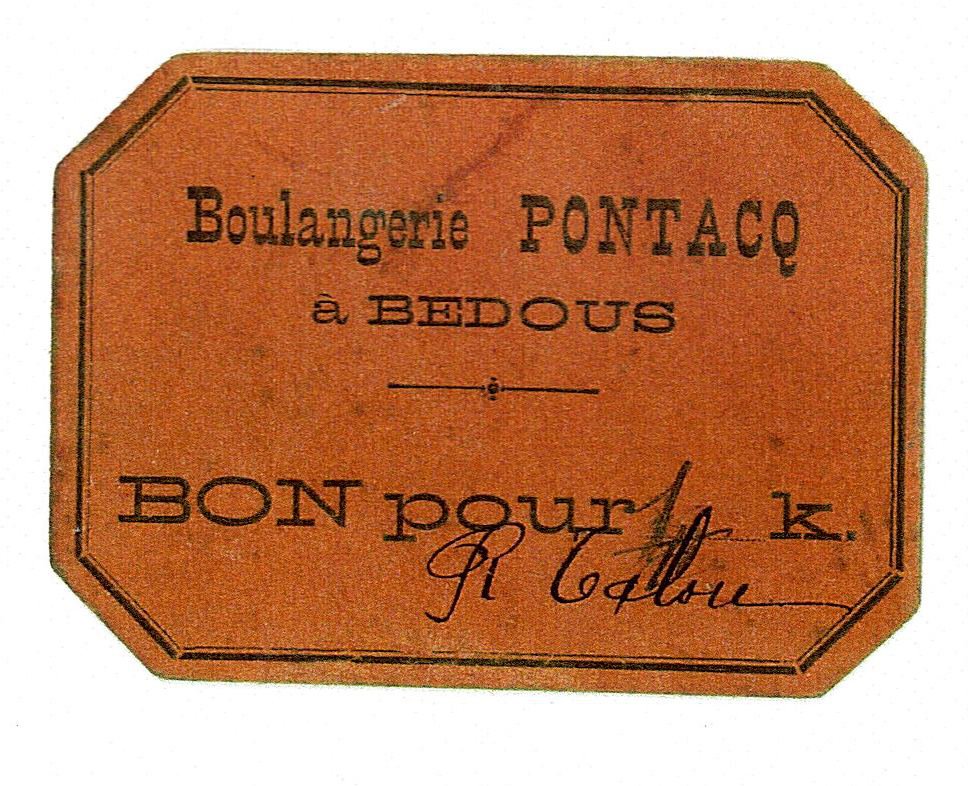 Boulangerie PONTACQ
à BEDOUS
BON pour 1 k.